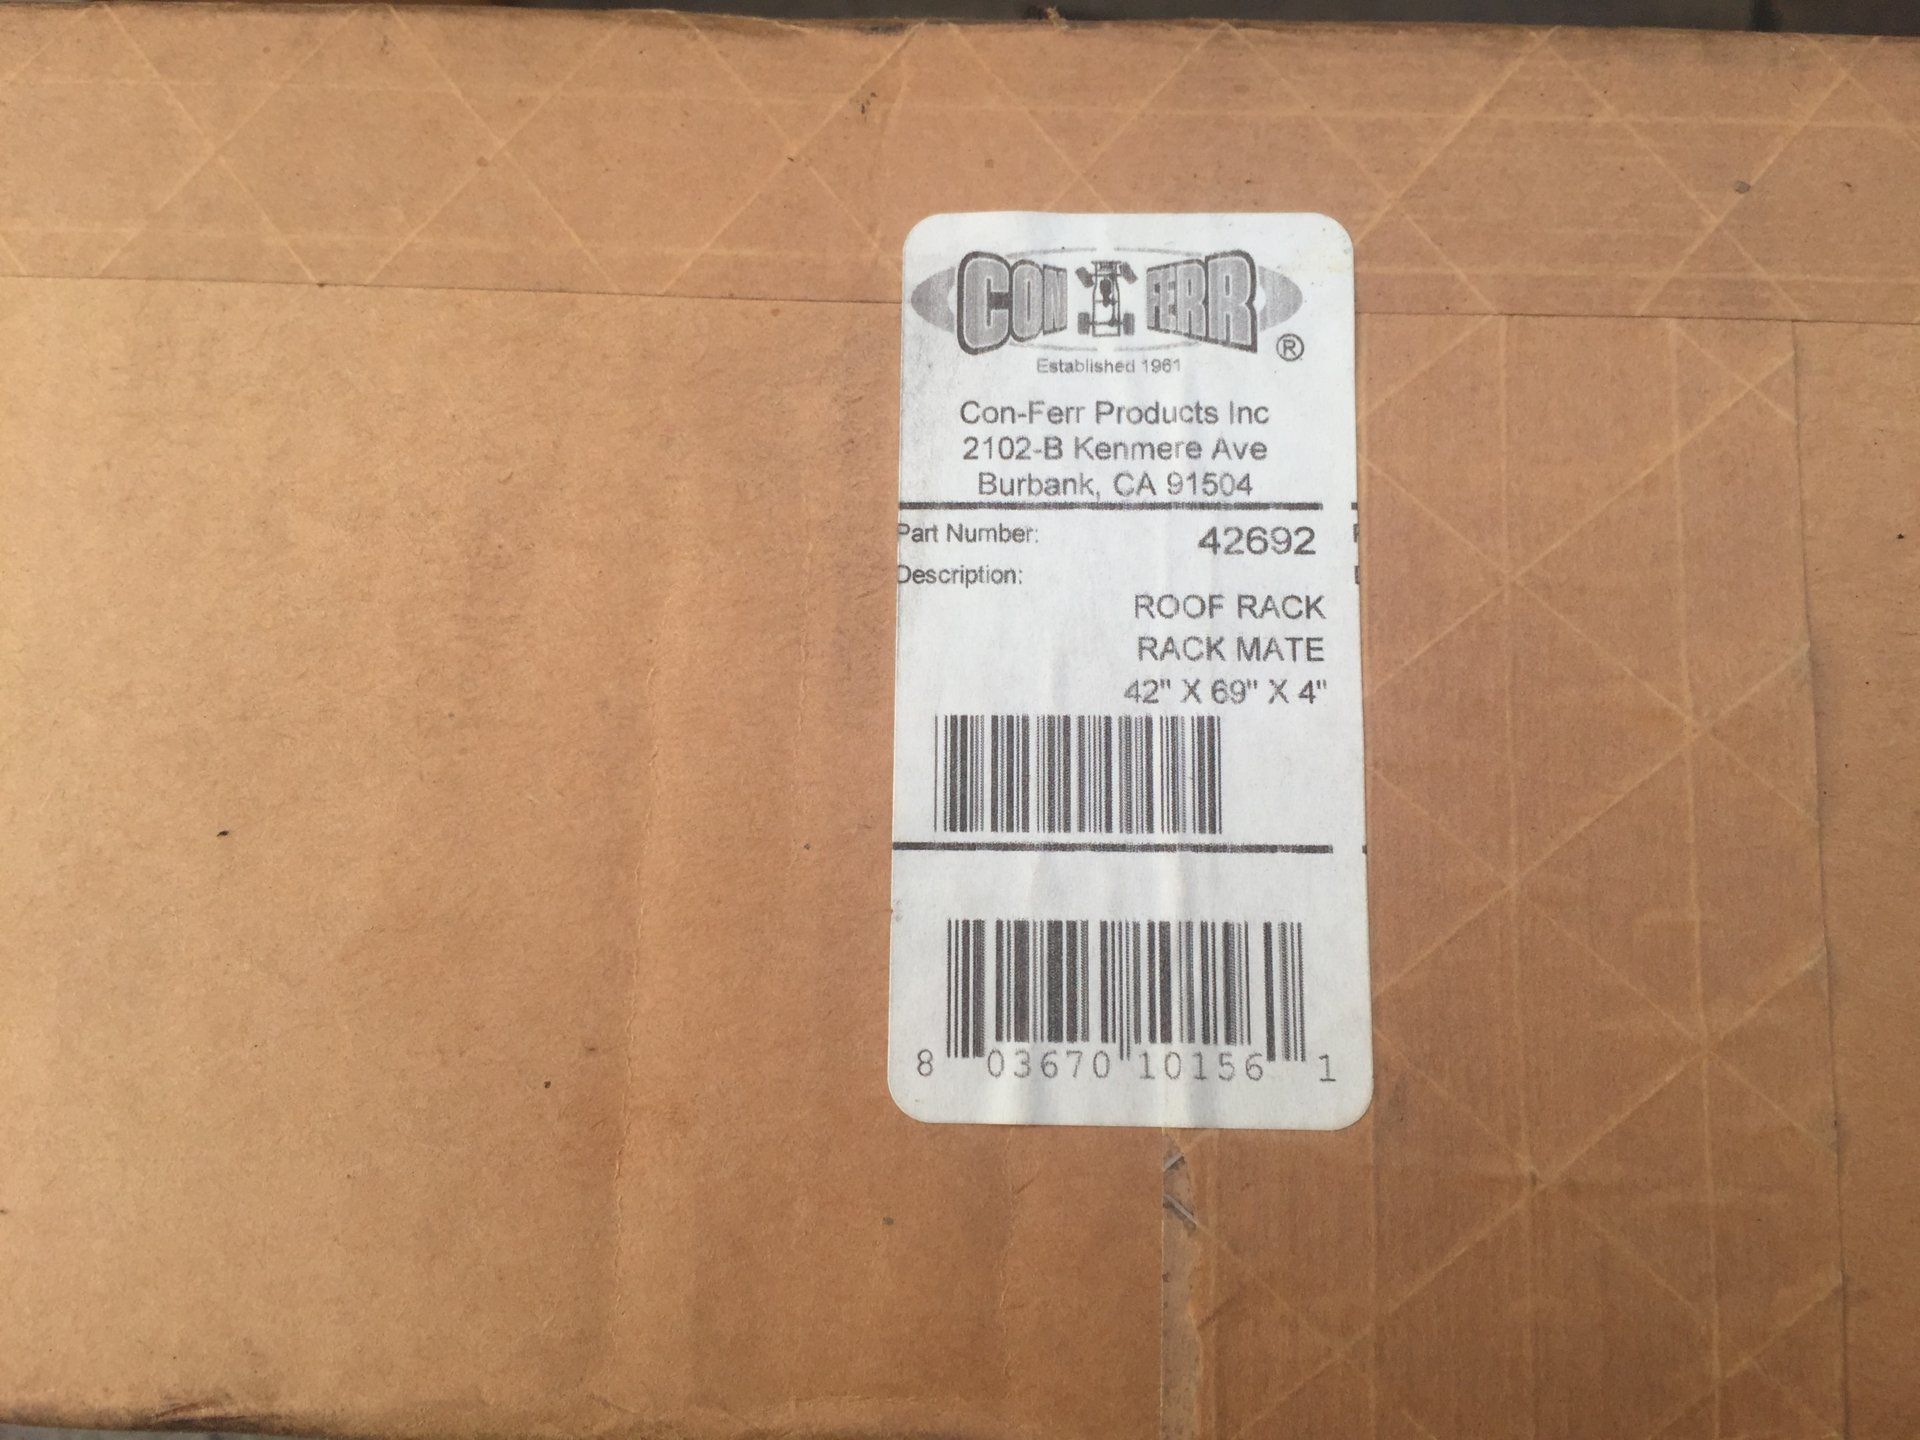 CON FERR ®
Established 1961
Con-Ferr Products Inc
2102-B Kenmere Ave
Burbank, CA 91504
Part Number: 42692
Description:
ROOF RACK
RACK MATE
42" X 69" X 4"
8 03670 10156 1